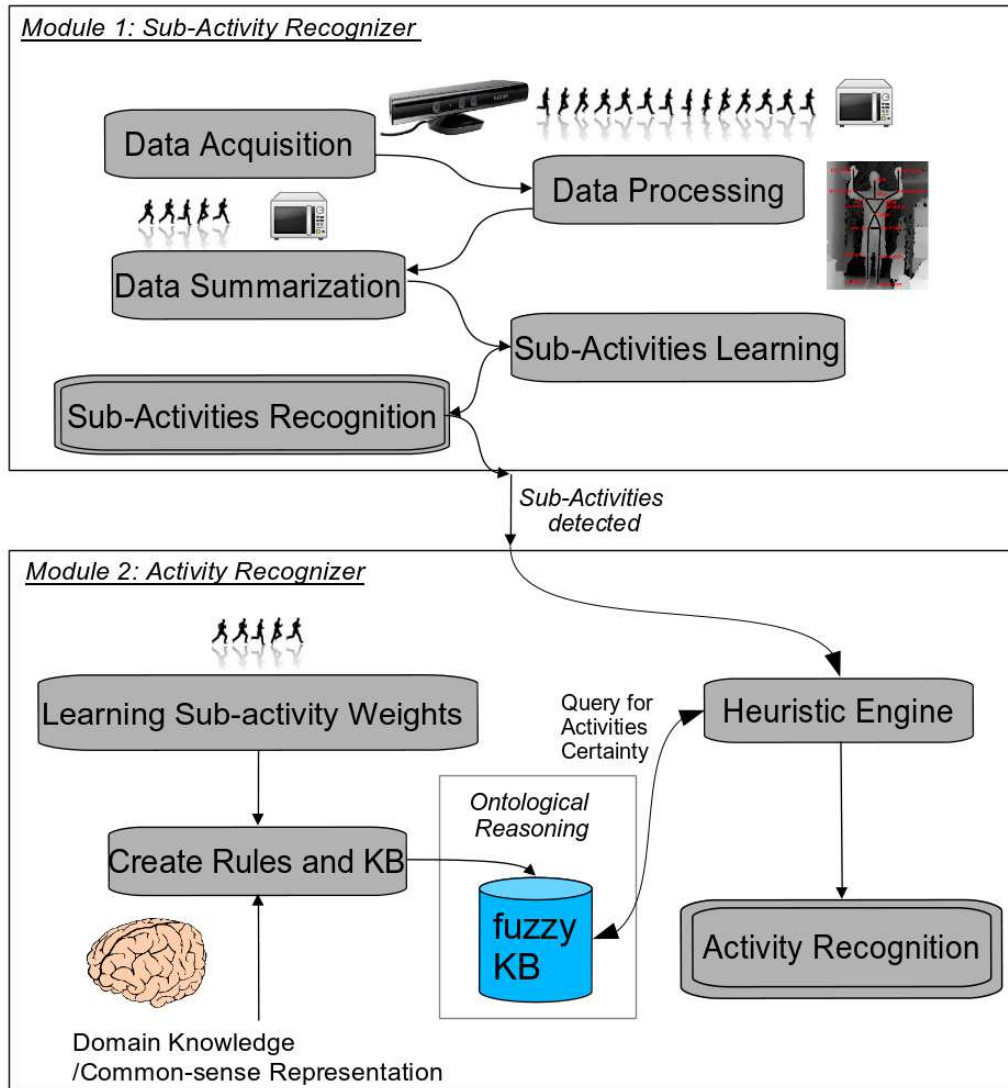 Module 1: Sub-Activity Recognizer
Data Acquisition
Data Processing
Data Summarization
Sub-Activities Learning
Sub-Activities Recognition
Sub-Activities
detected
Module 2: Activity Recognizer
Learning Sub-activity Weights
Query for
Activities
Certainty
Heuristic Engine
Ontological
Reasoning
Create Rules and KB
fuzzy
KB
Activity Recognition
Domain Knowledge
/Common-sense Representation